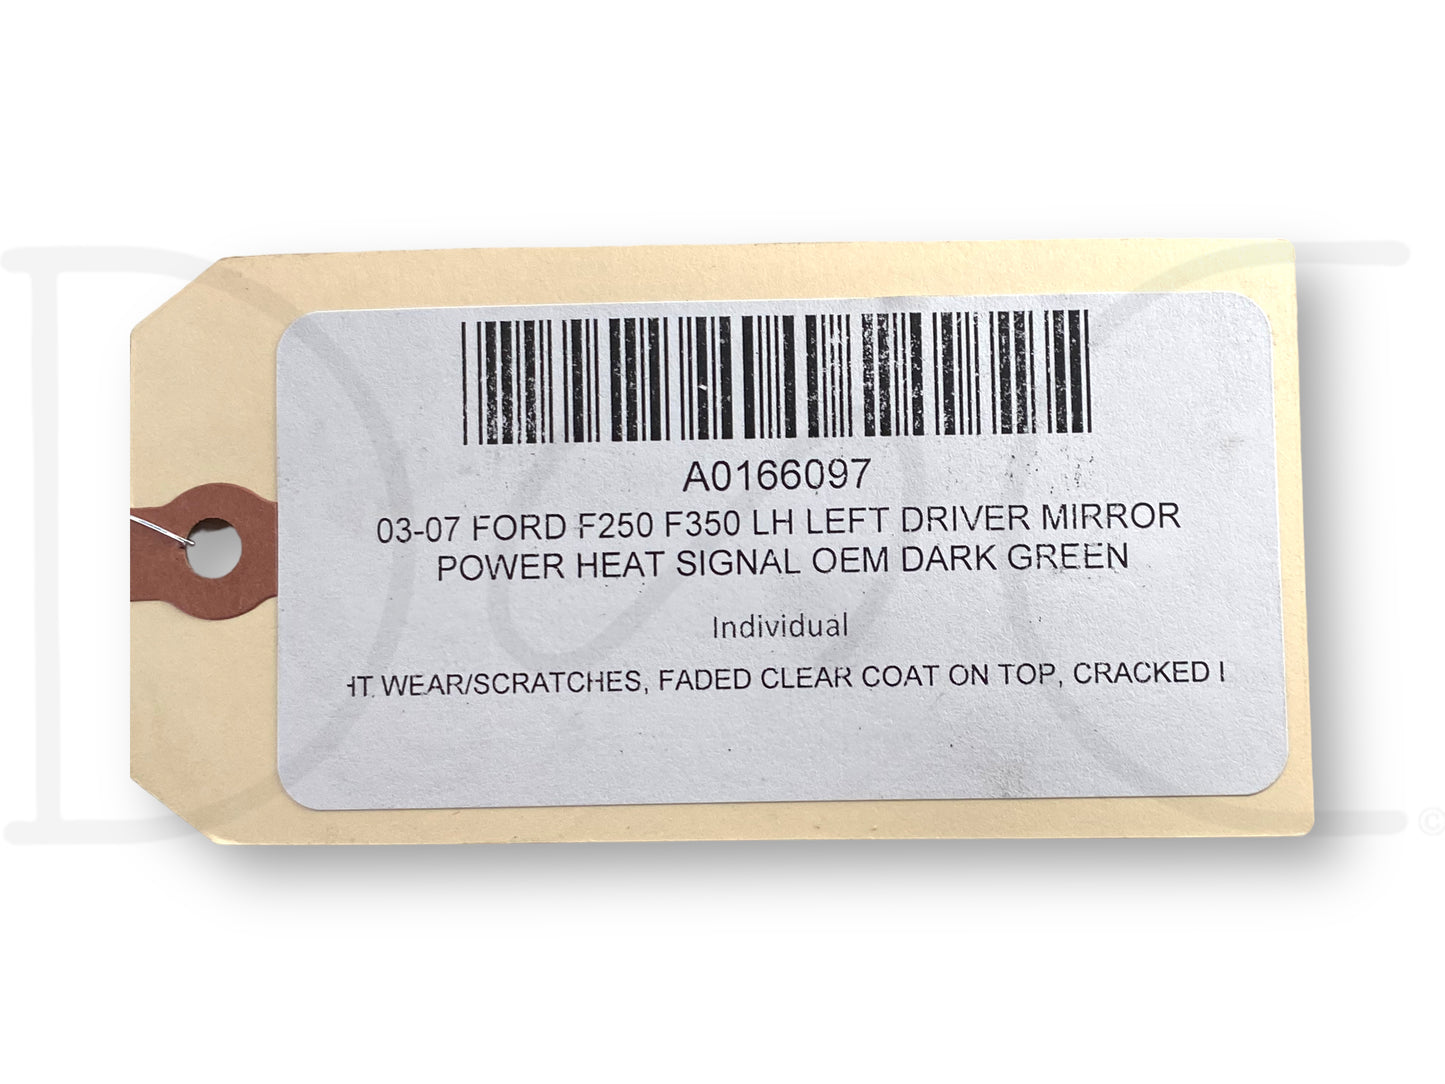 A0166097
03-07 FORD F250 F350 LH LEFT DRIVER MIRROR
POWER HEAT SIGNAL OEM DARK GREEN
Individual
WEAR/SCRATCHES, FADED CLEAR COAT ON TOP, CRACKED
©